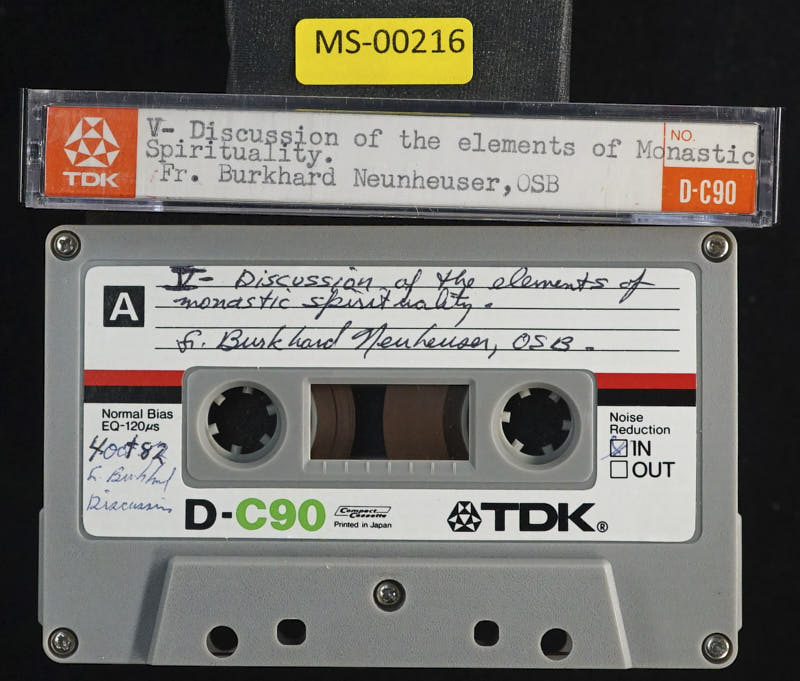 MS-00216
V- Discussion of the elements of Monastic
Spirituality.
Fr. Burkhard Neunheuser, OSB
TDK
NO.
D-C90
A
V- Discussion of the elements of
monastic spirituality.
Fr. Burkhard Neuheuser, OSB.
Normal Bias
EQ-120µs
4 Oct 82
Fr. Burkhard
Discussion
Noise
Reduction
IN
OUT
D-C90
Compact
Cassette
Printed in Japan
TDK®